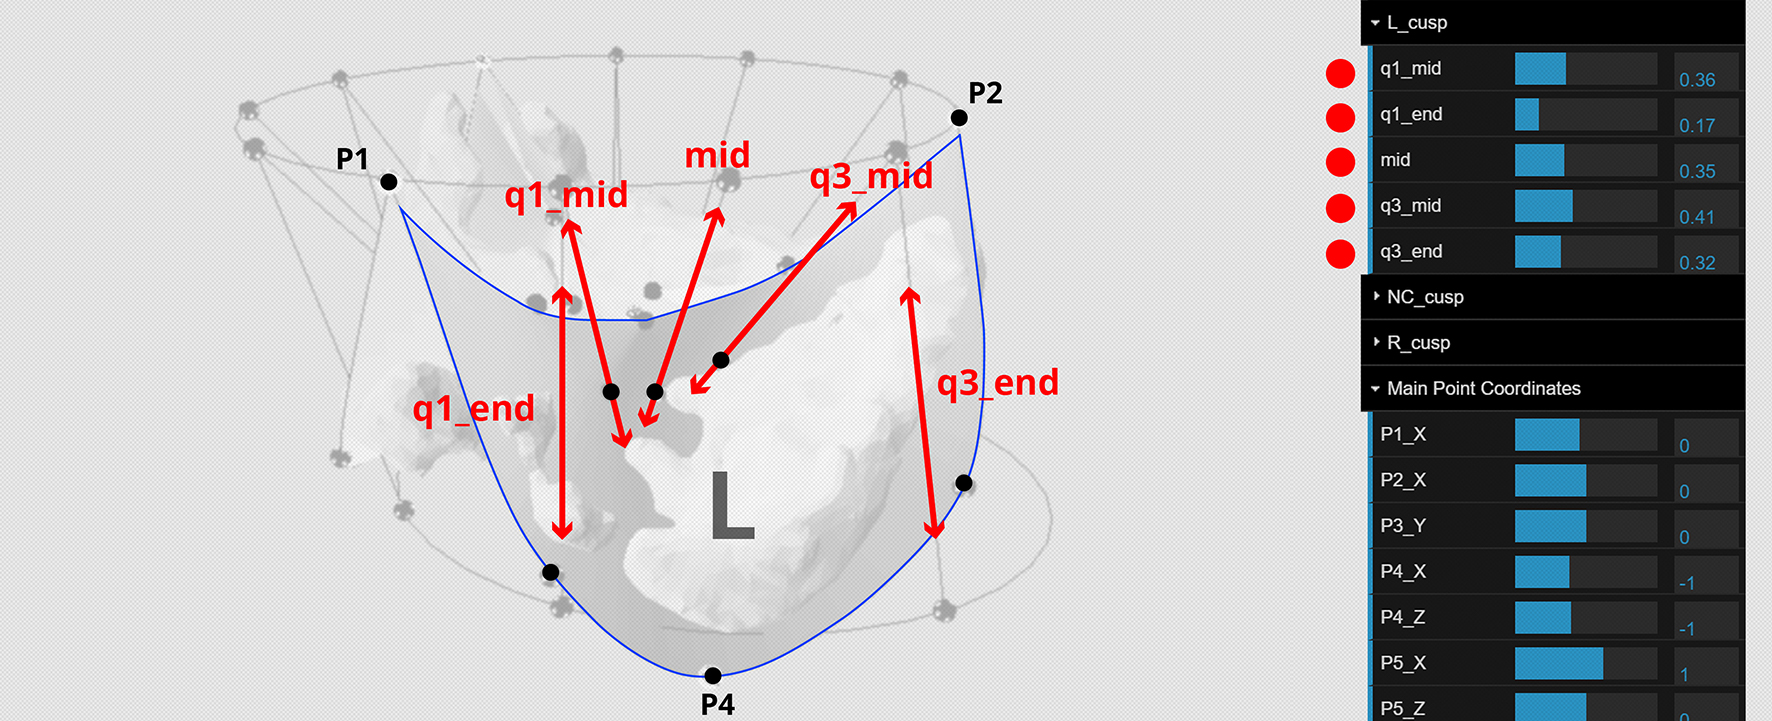 P1
P2
q1_mid
mid
q3_mid
q1_end
q3_end
L
P4
L_cusp
q1_mid 0.36
q1_end 0.17
mid 0.35
q3_mid 0.41
q3_end 0.32
NC_cusp
R_cusp
Main Point Coordinates
P1_X 0
P2_X 0
P3_Y 0
P4_X -1
P4_Z -1
P5_X 1
P5_Z 0